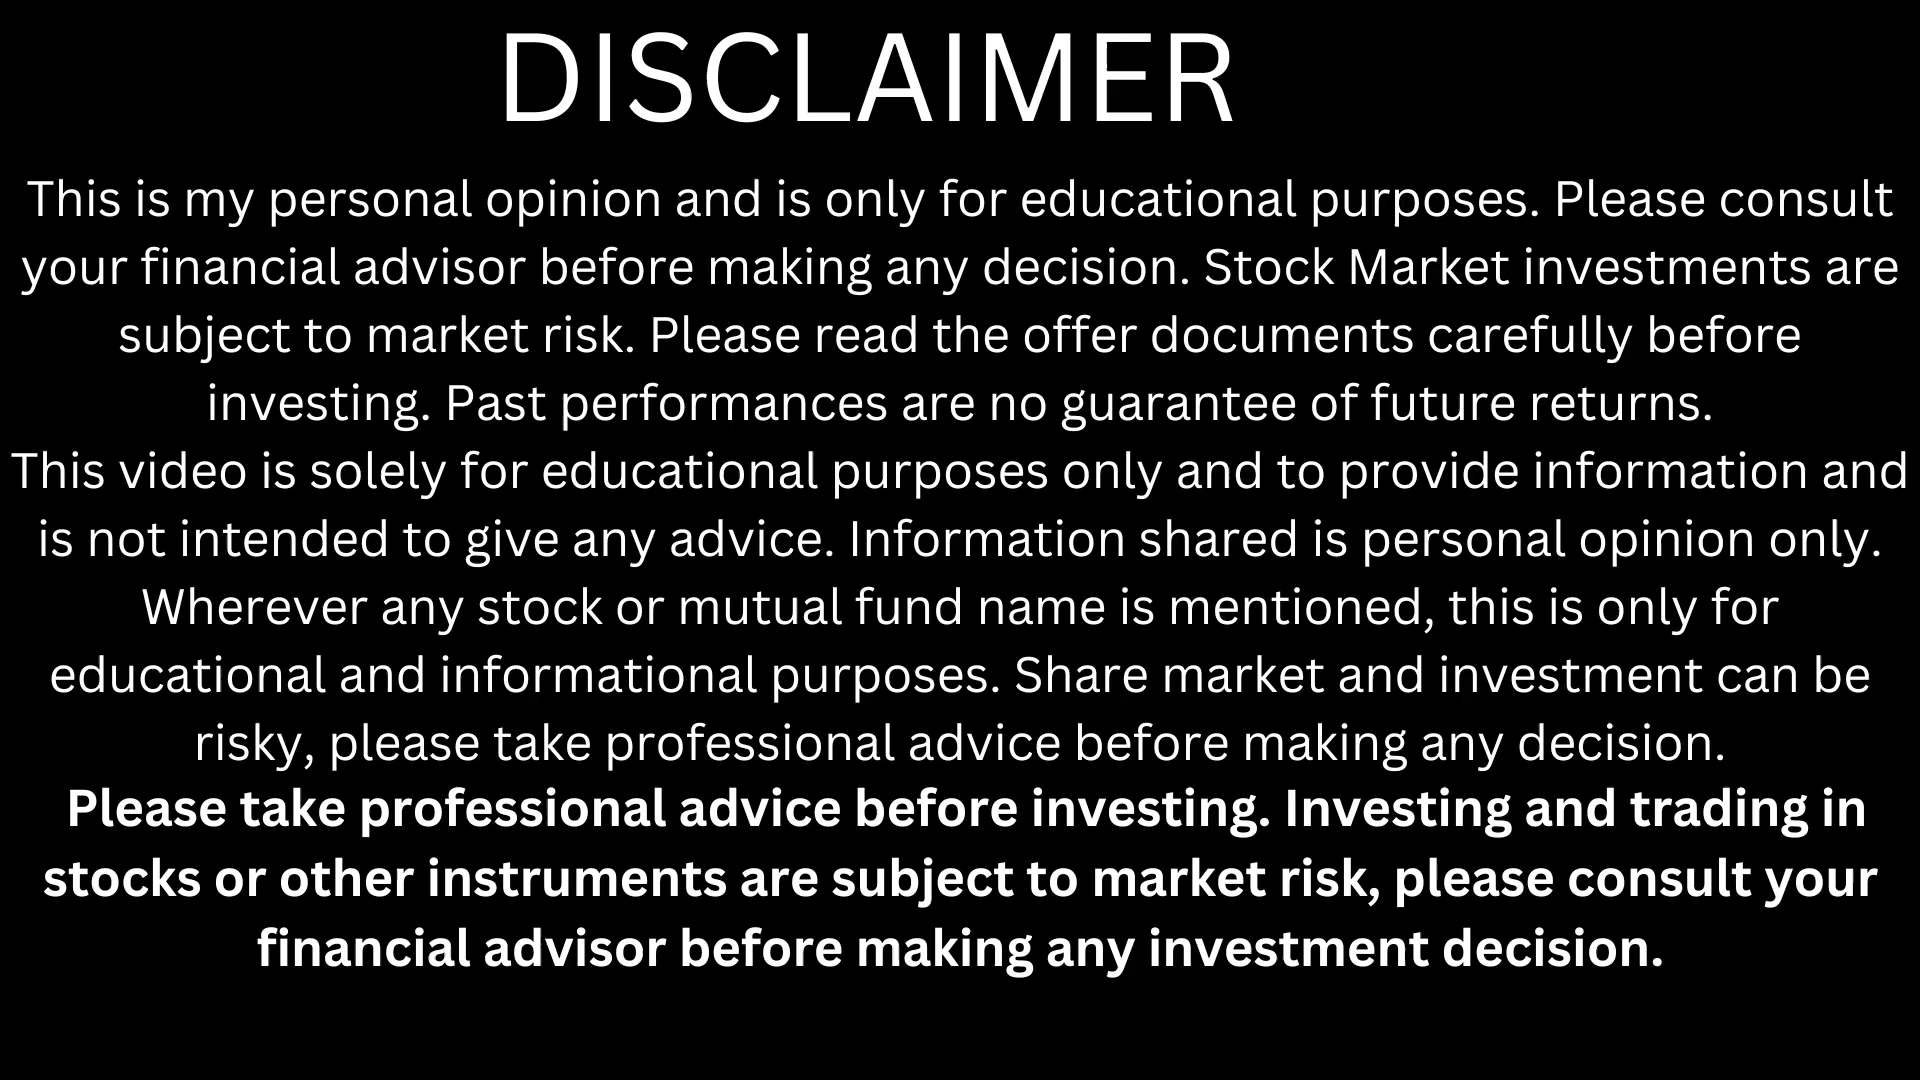 DISCLAIMER
This is my personal opinion and is only for educational purposes. Please consult
your financial advisor before making any decision. Stock Market investments are
subject to market risk. Please read the offer documents carefully before
investing. Past performances are no guarantee of future returns.
This video is solely for educational purposes only and to provide information and
is not intended to give any advice. Information shared is personal opinion only.
Wherever any stock or mutual fund name is mentioned, this is only for
educational and informational purposes. Share market and investment can be
risky, please take professional advice before making any decision.
Please take professional advice before investing. Investing and trading in
stocks or other instruments are subject to market risk, please consult your
financial advisor before making any investment decision.